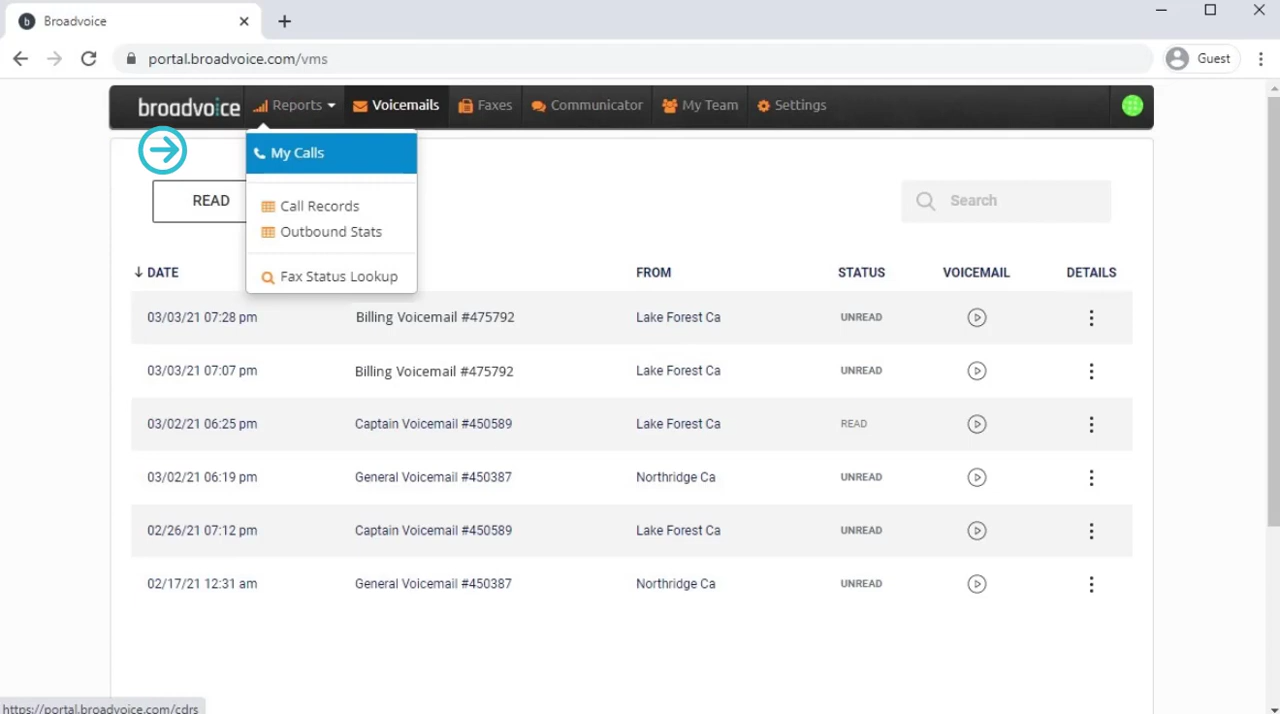 Broadvoice
portal.broadvoice.com/vms
Guest
broadvoice Reports Voicemails Faxes Communicator My Team Settings
My Calls
READ
Search
Call Records
Outbound Stats
Fax Status Lookup
DATE FROM STATUS VOICEMAIL DETAILS
03/03/21 07:28 pm Billing Voicemail #475792 Lake Forest Ca UNREAD
03/03/21 07:07 pm Billing Voicemail #475792 Lake Forest Ca UNREAD
03/02/21 06:25 pm Captain Voicemail #450589 Lake Forest Ca READ
03/02/21 06:19 pm General Voicemail #450387 Northridge Ca UNREAD
02/26/21 07:12 pm Captain Voicemail #450589 Lake Forest Ca UNREAD
02/17/21 12:31 am General Voicemail #450387 Northridge Ca UNREAD
https://portal.broadvoice.com/cdrs